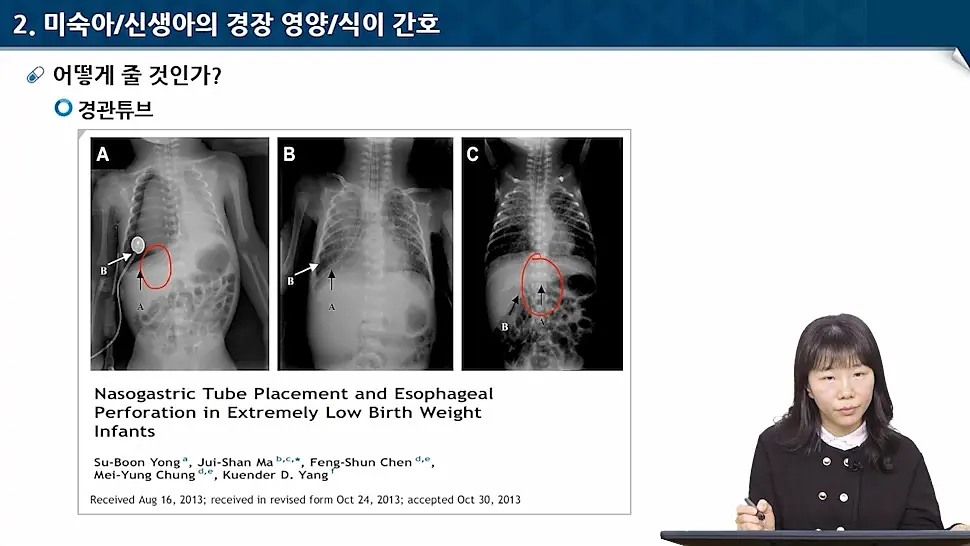 2. 미숙아/신생아의 경장 영양/식이 간호
어떻게 줄 것인가?
경관튜브
A B C
B
A
B
A
B
A
Nasogastric Tube Placement and Esophageal
Perforation in Extremely Low Birth Weight
Infants
Su-Boon Yong a, Jui-Shan Ma b,c,*, Feng-Shun Chen d,e,
Mei-Yung Chung d,e, Kuender D. Yang f
Received Aug 16, 2013; received in revised form Oct 24, 2013; accepted Oct 30, 2013